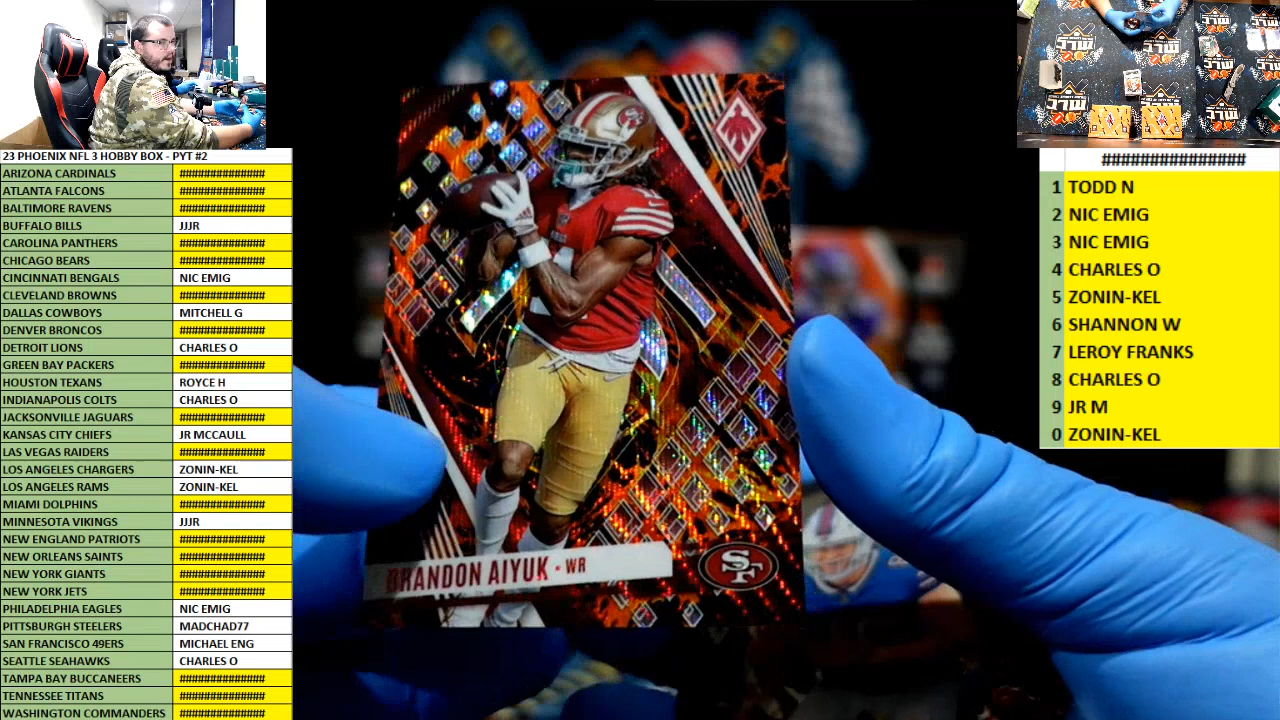 23 PHOENIX NFL 3 HOBBY BOX - PYT #2
ARIZONA CARDINALS ##############
ATLANTA FALCONS ##############
BALTIMORE RAVENS ##############
BUFFALO BILLS JJJR
CAROLINA PANTHERS ##############
CHICAGO BEARS ##############
CINCINNATI BENGALS NIC EMIG
CLEVELAND BROWNS ##############
DALLAS COWBOYS MITCHELL G
DENVER BRONCOS ##############
DETROIT LIONS CHARLES O
GREEN BAY PACKERS ##############
HOUSTON TEXANS ROYCE H
INDIANAPOLIS COLTS CHARLES O
JACKSONVILLE JAGUARS ##############
KANSAS CITY CHIEFS JR MCCAULL
LAS VEGAS RAIDERS ##############
LOS ANGELES CHARGERS ZONIN-KEL
LOS ANGELES RAMS ZONIN-KEL
MIAMI DOLPHINS ##############
MINNESOTA VIKINGS JJJR
NEW ENGLAND PATRIOTS ##############
NEW ORLEANS SAINTS ##############
NEW YORK GIANTS ##############
NEW YORK JETS ##############
PHILADELPHIA EAGLES NIC EMIG
PITTSBURGH STEELERS MADCHAD77
SAN FRANCISCO 49ERS MICHAEL ENG
SEATTLE SEAHAWKS CHARLES O
TAMPA BAY BUCCANEERS ##############
TENNESSEE TITANS ##############
WASHINGTON COMMANDERS ##############
BRANDON AIYUK - WR
SF
###############
1 TODD N
2 NIC EMIG
3 NIC EMIG
4 CHARLES O
5 ZONIN-KEL
6 SHANNON W
7 LEROY FRANKS
8 CHARLES O
9 JR M
0 ZONIN-KEL